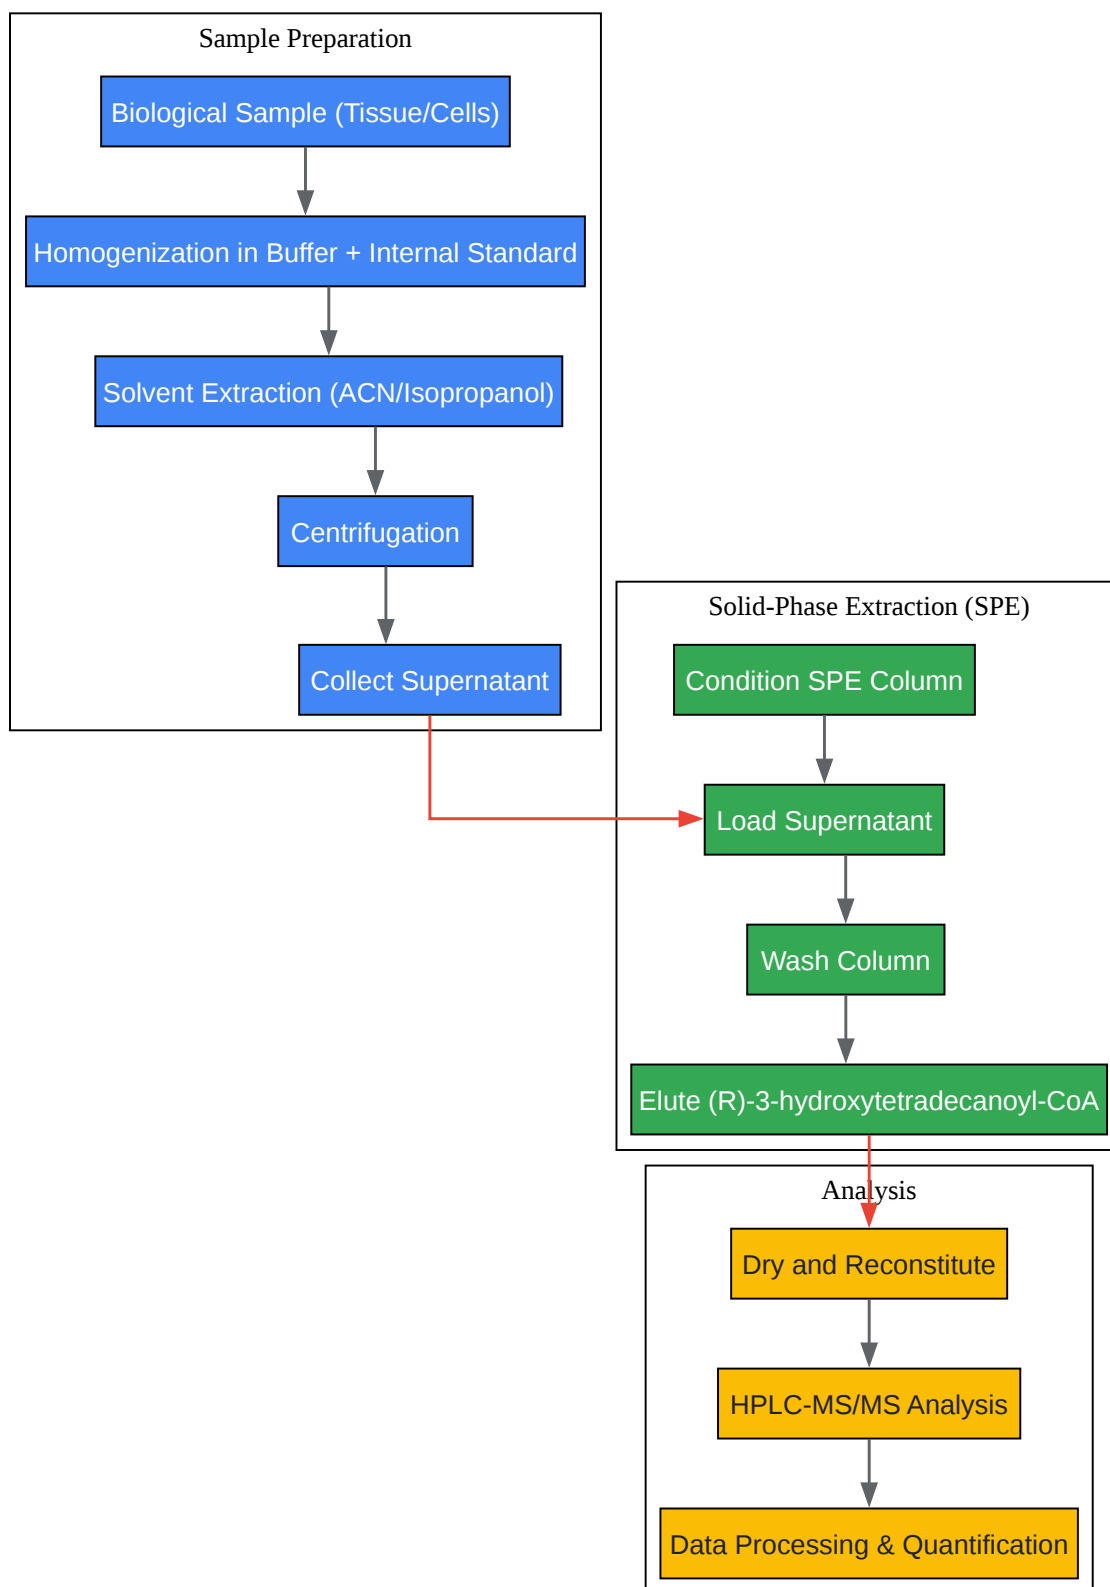 Sample Preparation
Biological Sample (Tissue/Cells)
Homogenization in Buffer + Internal Standard
Solvent Extraction (ACN/Isopropanol)
Centrifugation
Collect Supernatant
Solid-Phase Extraction (SPE)
Condition SPE Column
Load Supernatant
Wash Column
Elute (R)-3-hydroxytetradecanoyl-CoA
Analysis
Dry and Reconstitute
HPLC-MS/MS Analysis
Data Processing & Quantification